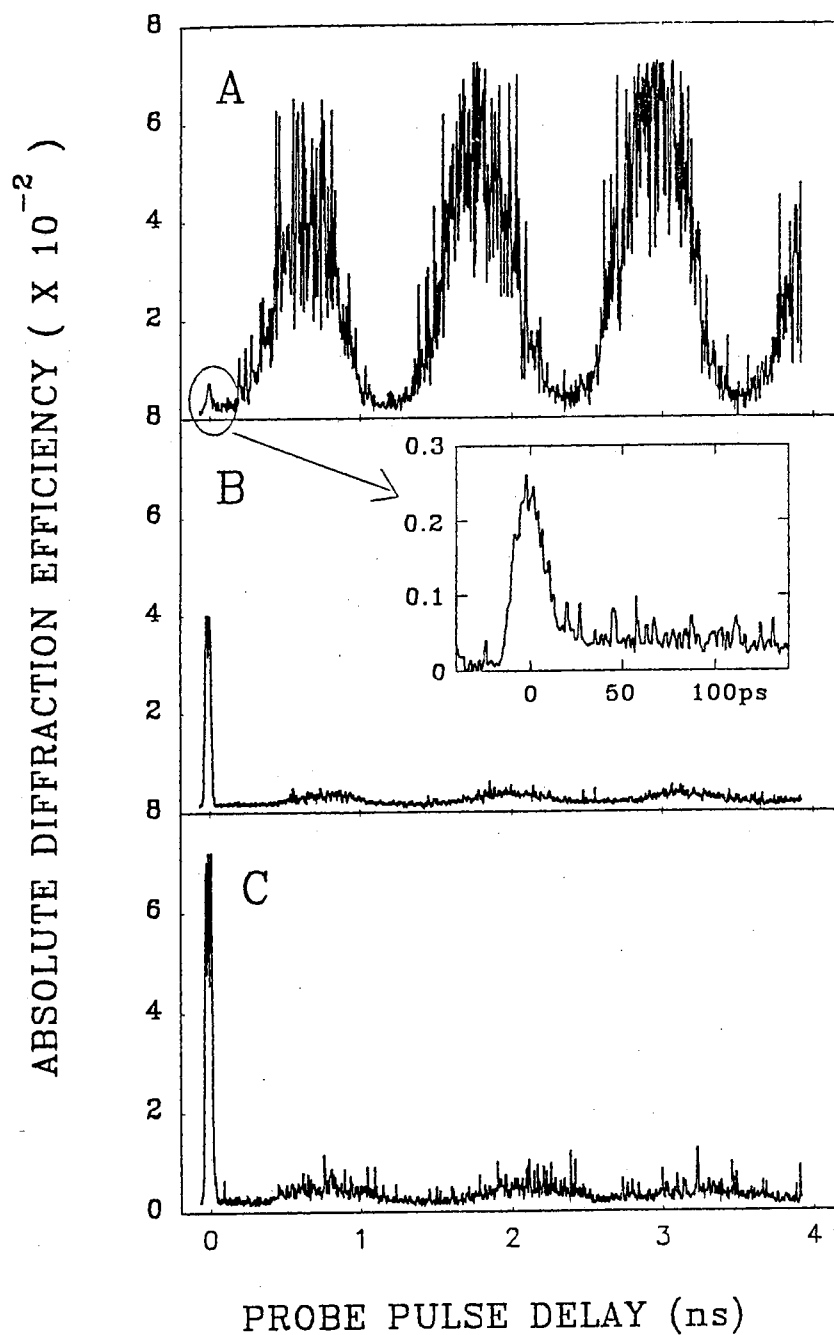 ABSOLUTE DIFFRACTION EFFICIENCY ( X 10⁻² )
8
A
6
4
2
8
B
6
4
2
0.3
0.2
0.1
0
0 50 100ps
8
C
6
4
2
0
0 1 2 3 4
PROBE PULSE DELAY (ns)